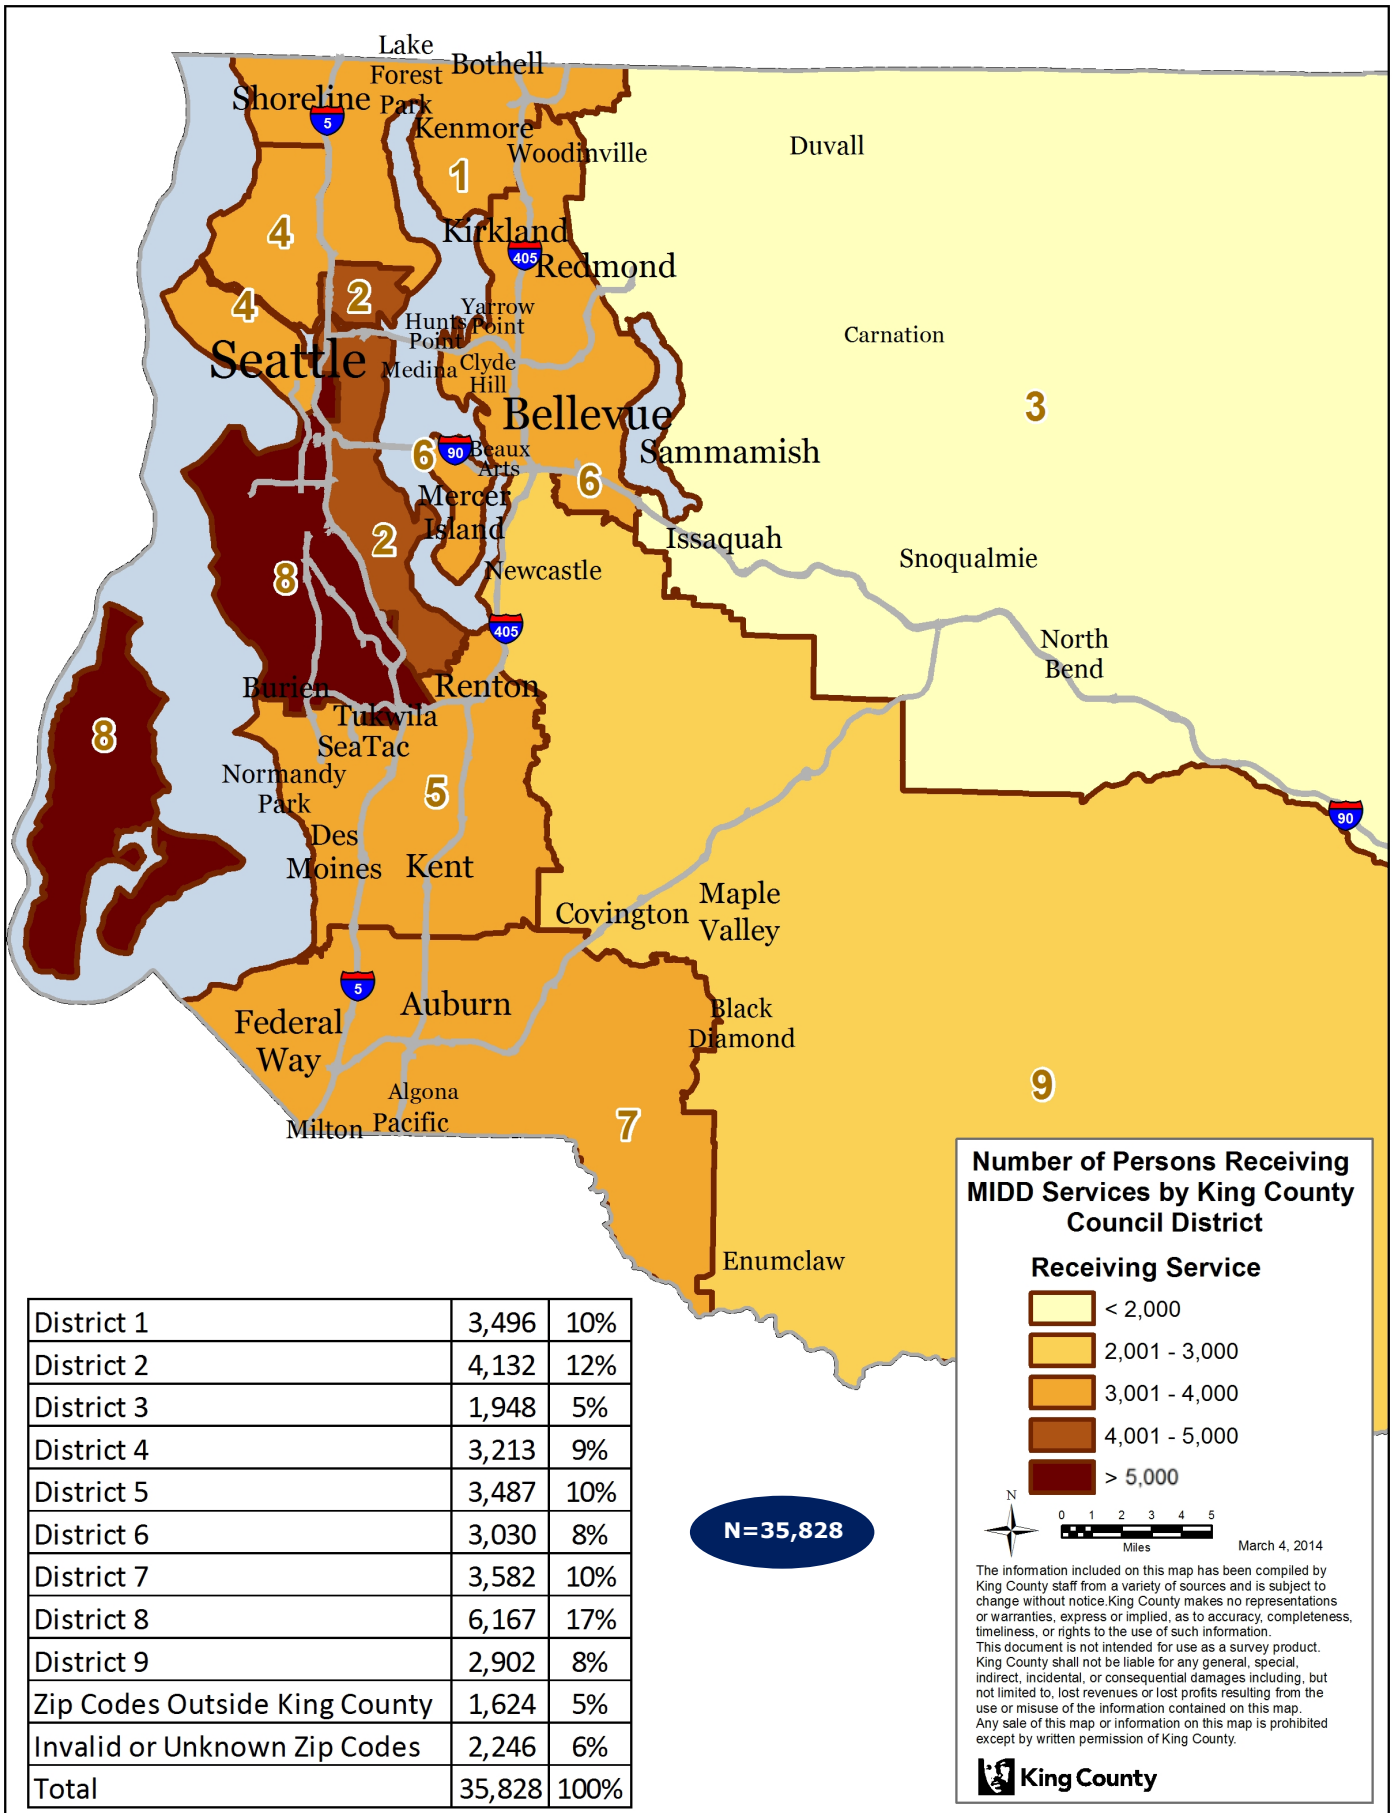 Lake
Forest
Park
Bothell
Shoreline
5
Kenmore
Woodinville
Duvall
1
4
Kirkland
405
Redmond
2
4
Yarrow
Point
Hunts
Point
Carnation
Seattle
Medina
Clyde
Hill
3
Bellevue
6
90
Beaux
Arts
Sammamish
6
Mercer
Island
2
Issaquah
Snoqualmie
8
Newcastle
405
North
Bend
Burien
Renton
8
Tukwila
SeaTac
Normandy
Park
5
90
Des
Moines
Kent
Maple
Valley
Covington
5
Auburn
Black
Diamond
Federal
Way
9
Algona
Pacific
Milton
7
Enumclaw
Number of Persons Receiving
MIDD Services by King County
Council District
Receiving Service
< 2,000
2,001 - 3,000
3,001 - 4,000
4,001 - 5,000
> 5,000
N
0 1 2 3 4 5
Miles
March 4, 2014
The information included on this map has been compiled by
King County staff from a variety of sources and is subject to
change without notice.King County makes no representations
or warranties, express or implied, as to accuracy, completeness,
timeliness, or rights to the use of such information.
This document is not intended for use as a survey product.
King County shall not be liable for any general, special,
indirect, incidental, or consequential damages including, but
not limited to, lost revenues or lost profits resulting from the
use or misuse of the information contained on this map.
Any sale of this map or information on this map is prohibited
except by written permission of King County.
King County
District 1 3,496 10%
District 2 4,132 12%
District 3 1,948 5%
District 4 3,213 9%
District 5 3,487 10%
District 6 3,030 8%
District 7 3,582 10%
District 8 6,167 17%
District 9 2,902 8%
Zip Codes Outside King County 1,624 5%
Invalid or Unknown Zip Codes 2,246 6%
Total 35,828 100%
N=35,828